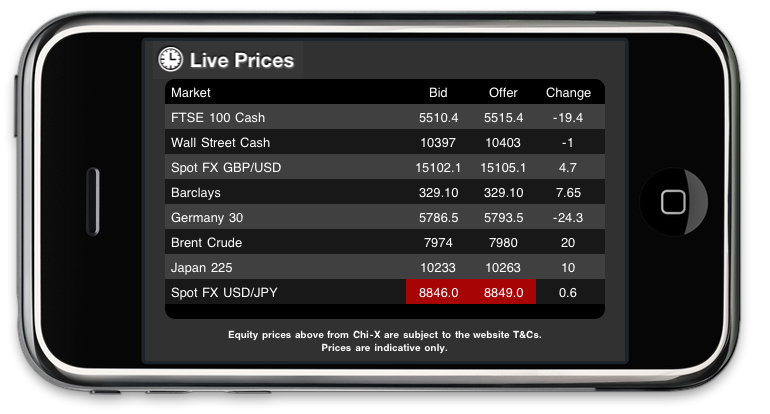 Live Prices
Market Bid Offer Change
FTSE 100 Cash 5510.4 5515.4 -19.4
Wall Street Cash 10397 10403 -1
Spot FX GBP/USD 15102.1 15105.1 4.7
Barclays 329.10 329.10 7.65
Germany 30 5786.5 5793.5 -24.3
Brent Crude 7974 7980 20
Japan 225 10233 10263 10
Spot FX USD/JPY 8846.0 8849.0 0.6
Equity prices above from Chi-X are subject to the website T&Cs.
Prices are indicative only.